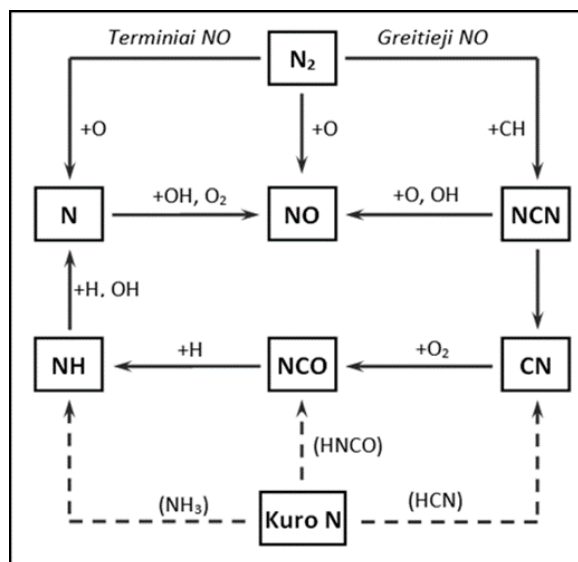 Terminiai NO
N₂
Greitieji NO
+O
+O
+CH
N
+OH, O₂
NO
+O, OH
NCN
+H, OH
NH
+H
NCO
+O₂
CN
(HNCO)
(NH₃)
Kuro N
(HCN)